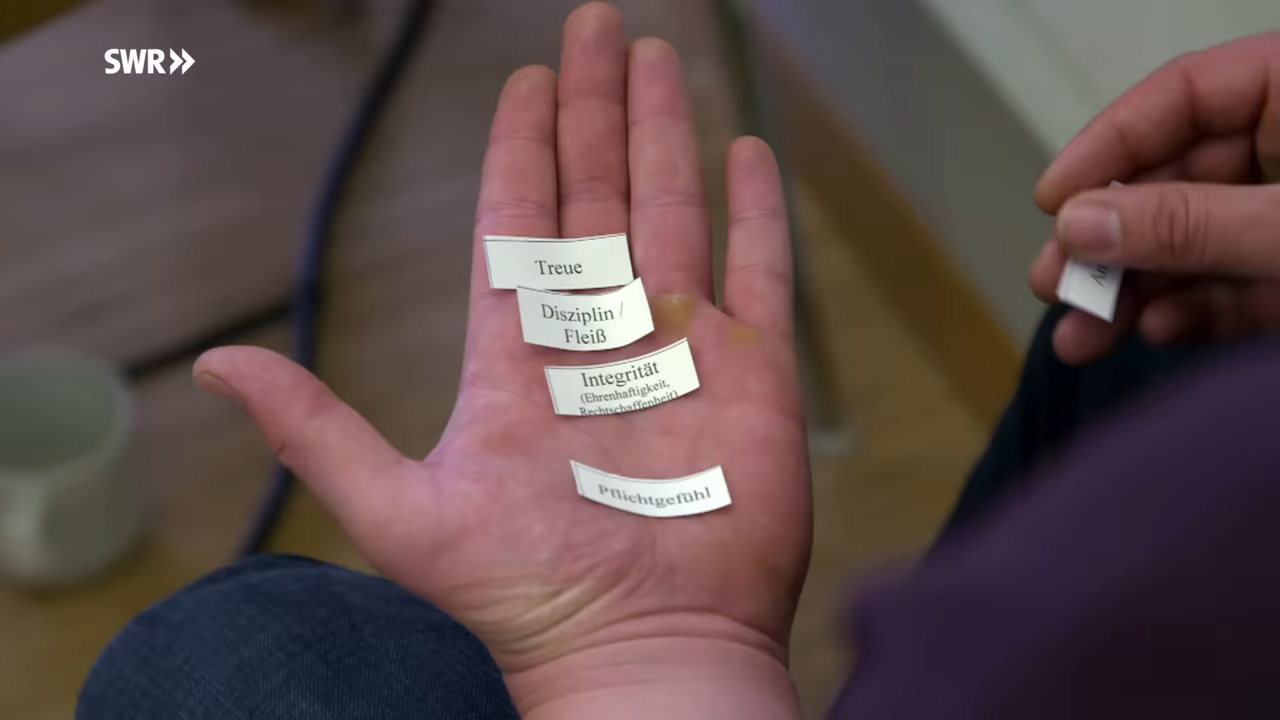 SWR
Treue
Disziplin /
Fleiß
Integrität
(Ehrenhaftigkeit,
Rechtschaffenheit)
Pflichtgefühl